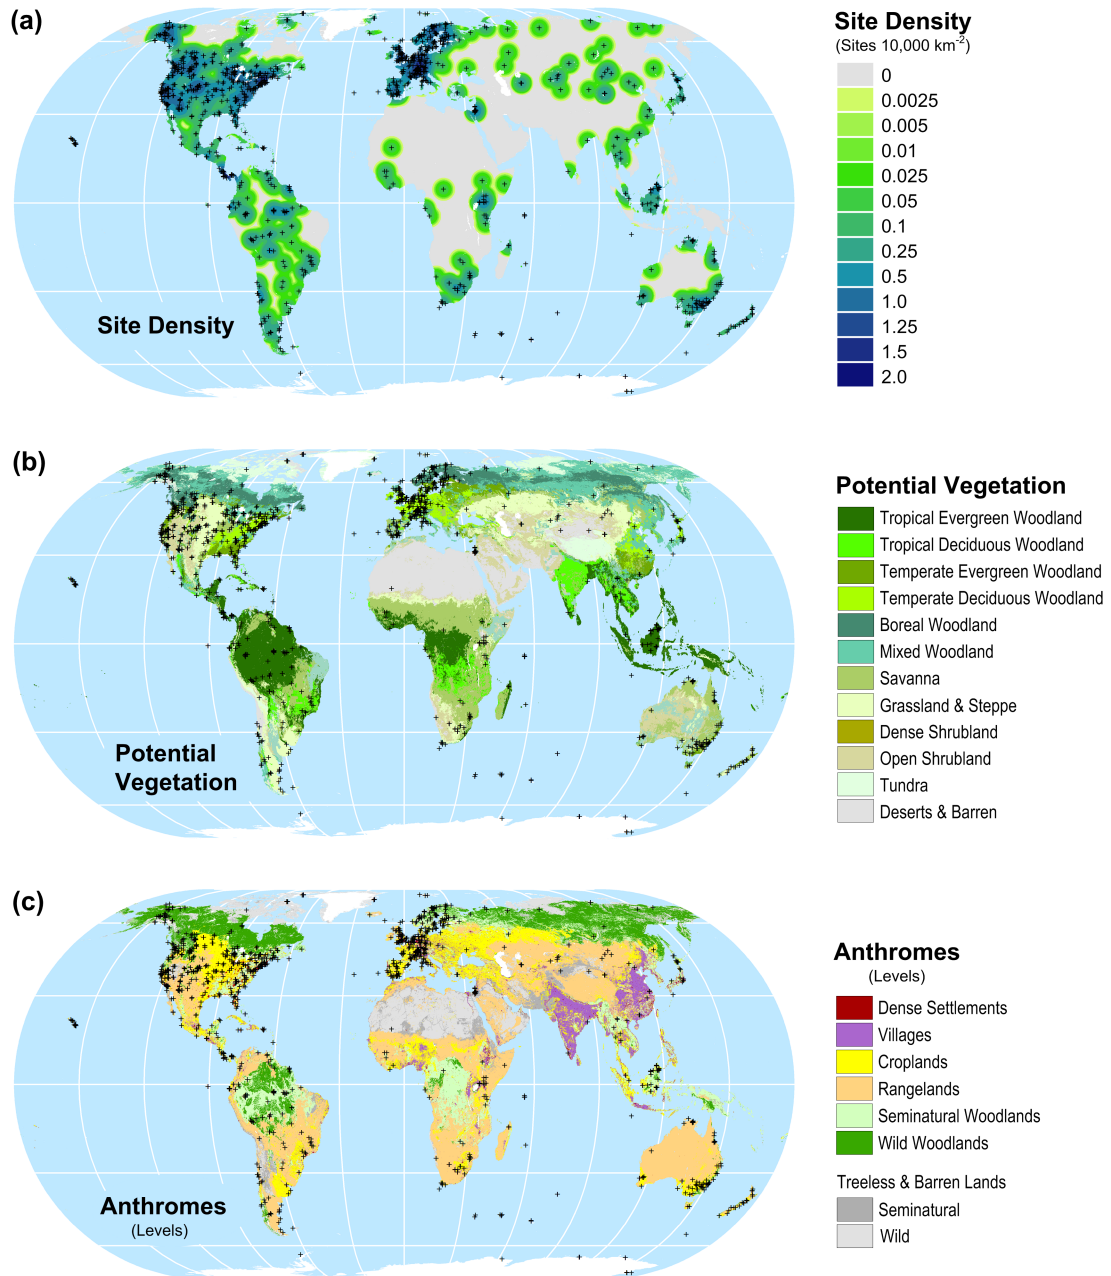 (a)
Site Density
Site Density
(Sites 10,000 km-2)
0
0.0025
0.005
0.01
0.025
0.05
0.1
0.25
0.5
1.0
1.25
1.5
2.0
(b)
Potential
Vegetation
Potential Vegetation
Tropical Evergreen Woodland
Tropical Deciduous Woodland
Temperate Evergreen Woodland
Temperate Deciduous Woodland
Boreal Woodland
Mixed Woodland
Savanna
Grassland & Steppe
Dense Shrubland
Open Shrubland
Tundra
Deserts & Barren
(c)
Anthromes
(Levels)
Anthromes
(Levels)
Dense Settlements
Villages
Croplands
Rangelands
Seminatural Woodlands
Wild Woodlands
Treeless & Barren Lands
Seminatural
Wild